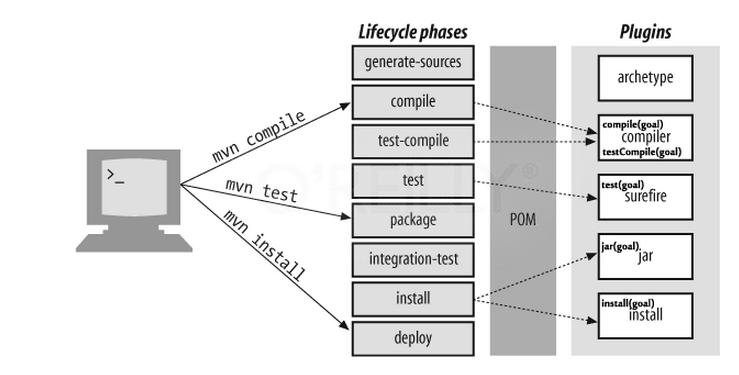 Lifecycle phases
Plugins
generate-sources
compile
test-compile
test
package
integration-test
install
deploy
>_
mvn compile
mvn test
mvn install
O'REILLY®
POM
archetype
compile(goal)
compiler
testCompile(goal)
test(goal)
surefire
jar(goal)
jar
install(goal)
install